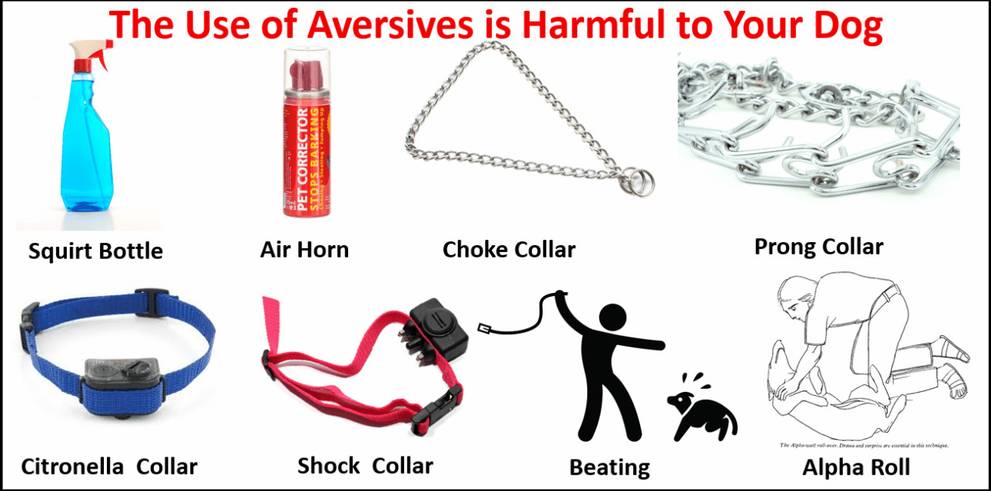 The Use of Aversives is Harmful to Your Dog
PET CORRECTOR
STOPS BARKING
Squirt Bottle
Air Horn
Choke Collar
Prong Collar
The Alpha-wolf roll-over. Drama and surprise are essential in this technique.
Citronella Collar
Shock Collar
Beating
Alpha Roll